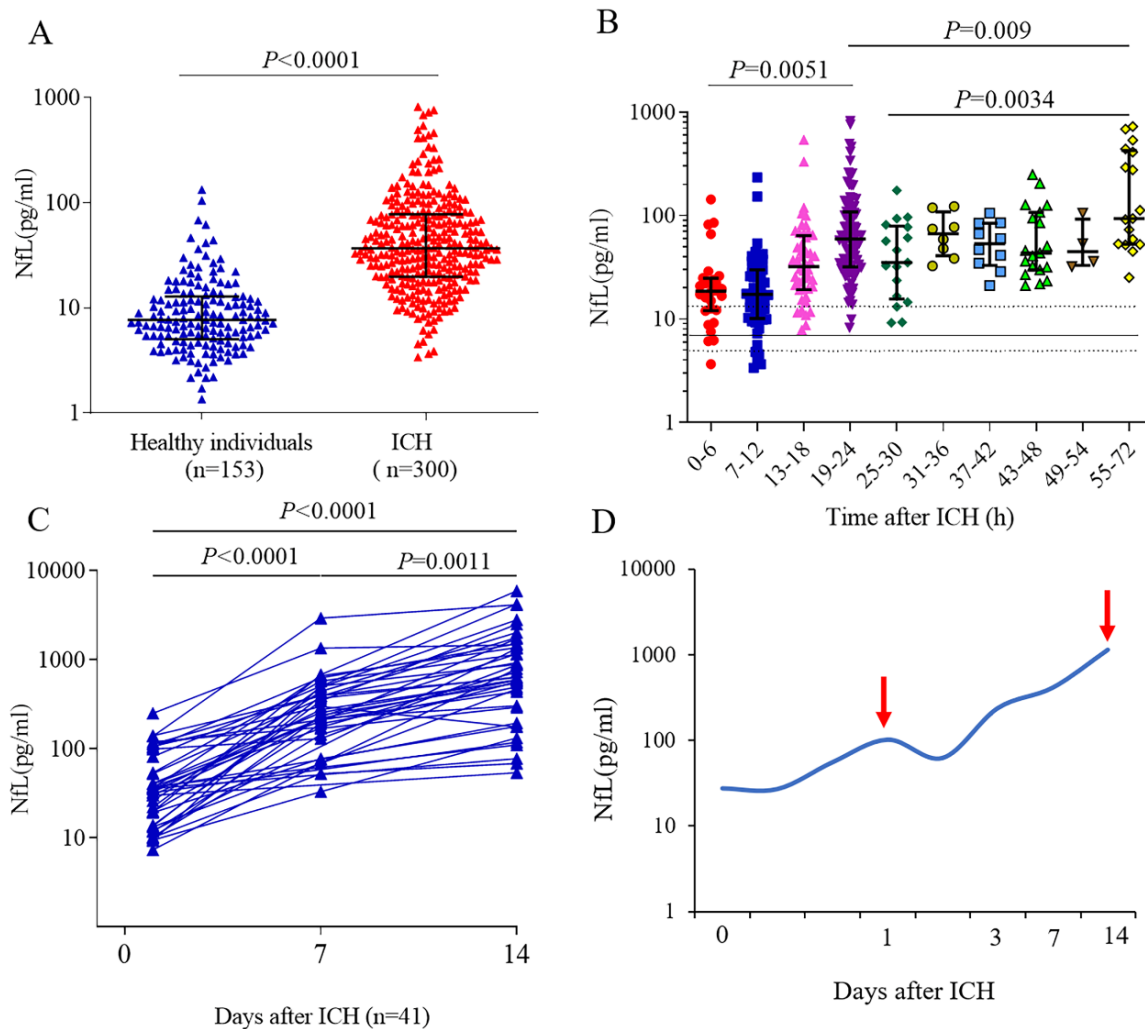 A
P<0.0001
NfL(pg/ml)
1000
100
10
1
Healthy individuals
(n=153)
ICH
( n=300)
B
P=0.009
P=0.0051
P=0.0034
NfL(pg/ml)
1000
100
10
1
0-6
7-12
13-18
19-24
25-30
31-36
37-42
43-48
49-54
55-72
Time after ICH (h)
C
P<0.0001
P<0.0001
P=0.0011
NfL(pg/ml)
10000
1000
100
10
0
7
14
Days after ICH (n=41)
D
NfL(pg/ml)
10000
1000
100
10
1
0
1
3
7
14
Days after ICH